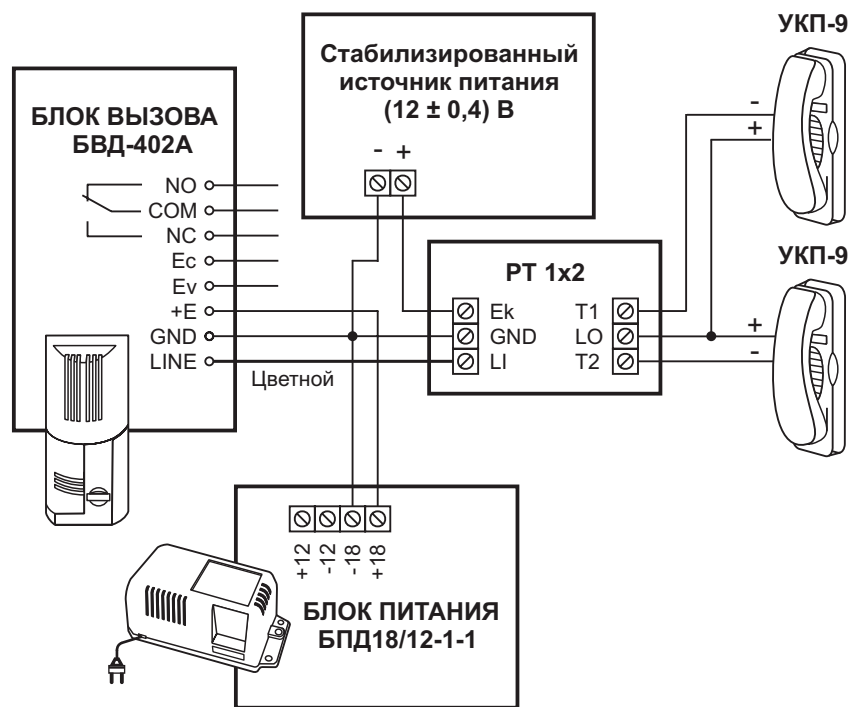 УКП-9
Стабилизированный
источник питания
(12 ± 0,4) В
- +
БЛОК ВЫЗОВА
БВД-402А
NO
COM
NC
Ec
Ev
+E
GND
LINE
Цветной
РТ 1х2
Ek
GND
LI
T1
LO
T2
-
+
УКП-9
+
-
+12
-12
-18
+18
БЛОК ПИТАНИЯ
БПД18/12-1-1